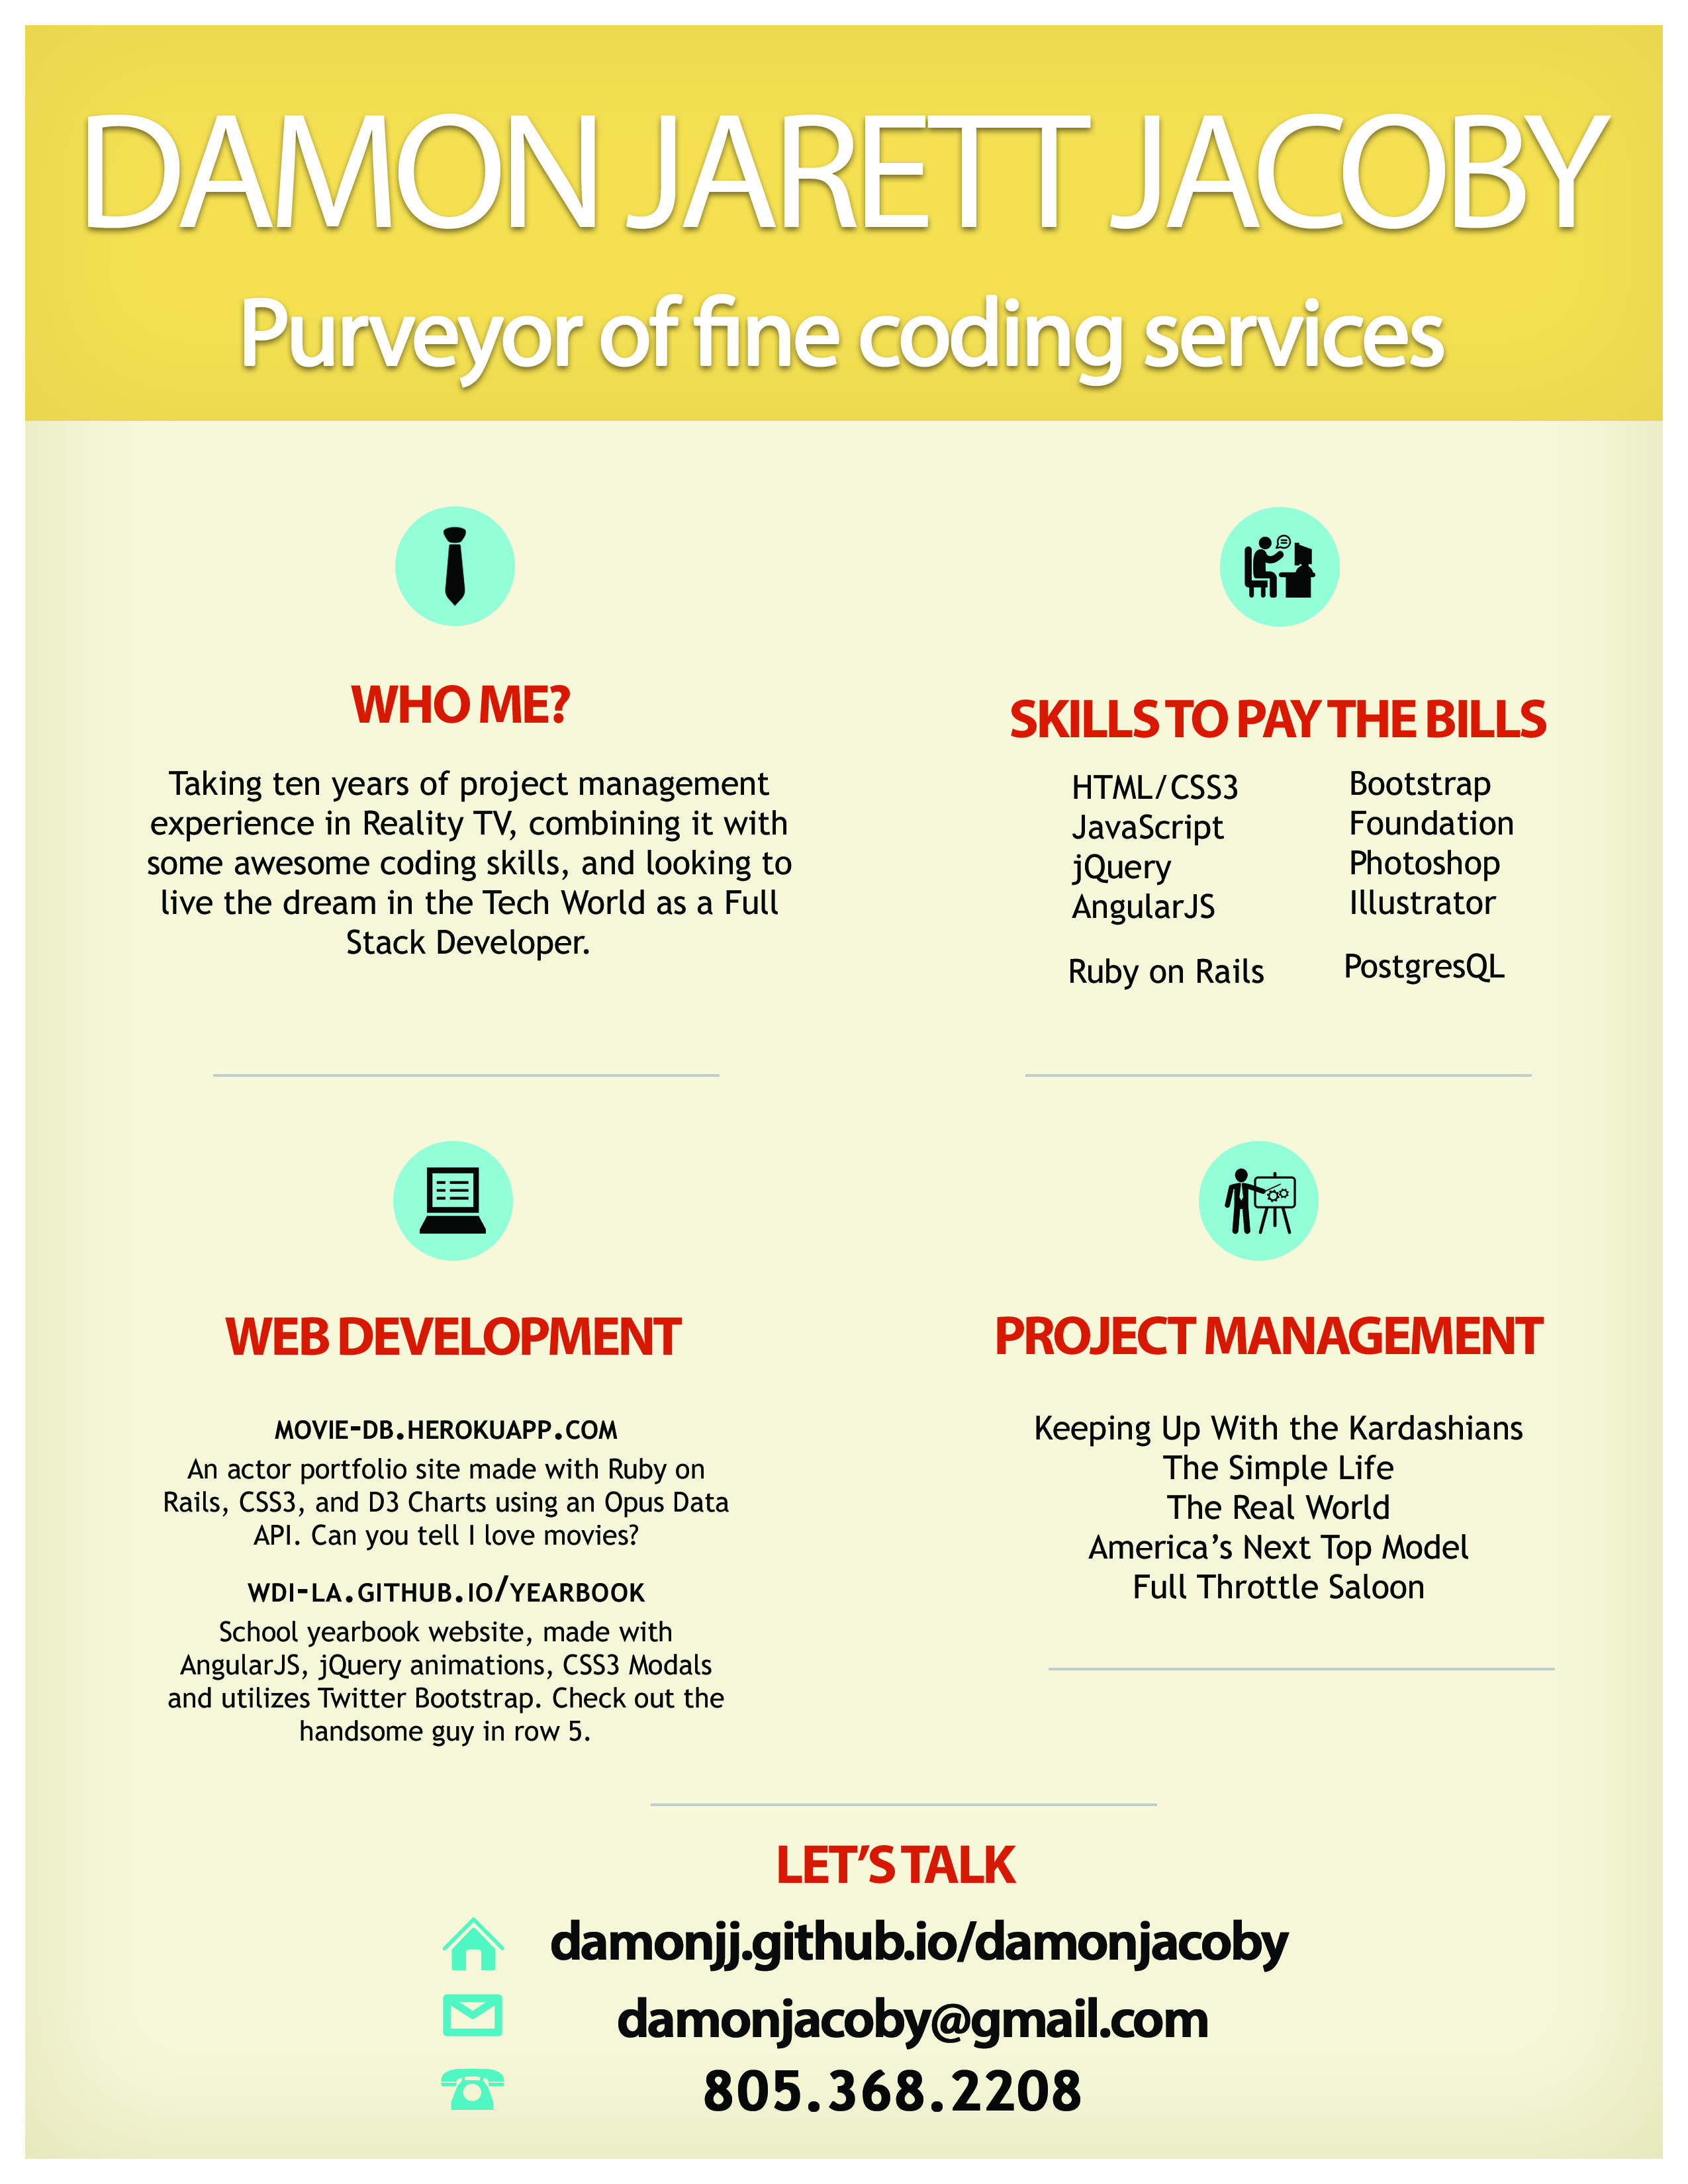 DAMON JARETT JACOBY
Purveyor of fine coding services
WHO ME?
Taking ten years of project management
experience in Reality TV, combining it with
some awesome coding skills, and looking to
live the dream in the Tech World as a Full
Stack Developer.
SKILLS TO PAY THE BILLS
HTML/CSS3
JavaScript
jQuery
AngularJS
Ruby on Rails
Bootstrap
Foundation
Photoshop
Illustrator
PostgresQL
WEB DEVELOPMENT
MOVIE-DB.HEROKUAPP.COM
An actor portfolio site made with Ruby on
Rails, CSS3, and D3 Charts using an Opus Data
API. Can you tell I love movies?
WDI-LA.GITHUB.IO/YEARBOOK
School yearbook website, made with
AngularJS, jQuery animations, CSS3 Modals
and utilizes Twitter Bootstrap. Check out the
handsome guy in row 5.
PROJECT MANAGEMENT
Keeping Up With the Kardashians
The Simple Life
The Real World
America's Next Top Model
Full Throttle Saloon
LET'S TALK
damonjj.github.io/damonjacoby
damonjacoby@gmail.com
805.368.2208